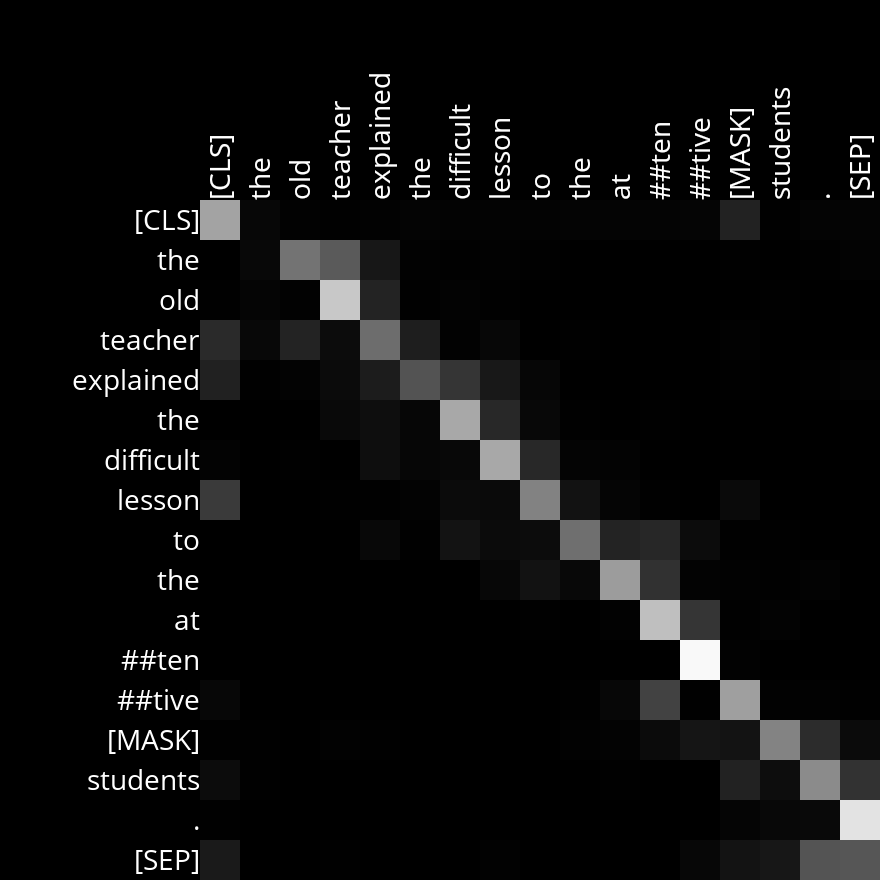 [CLS] the old teacher explained the difficult lesson to the at ##ten ##tive [MASK] students . [SEP]
[CLS]
the
old
teacher
explained
the
difficult
lesson
to
the
at
##ten
##tive
[MASK]
students
.
[SEP]